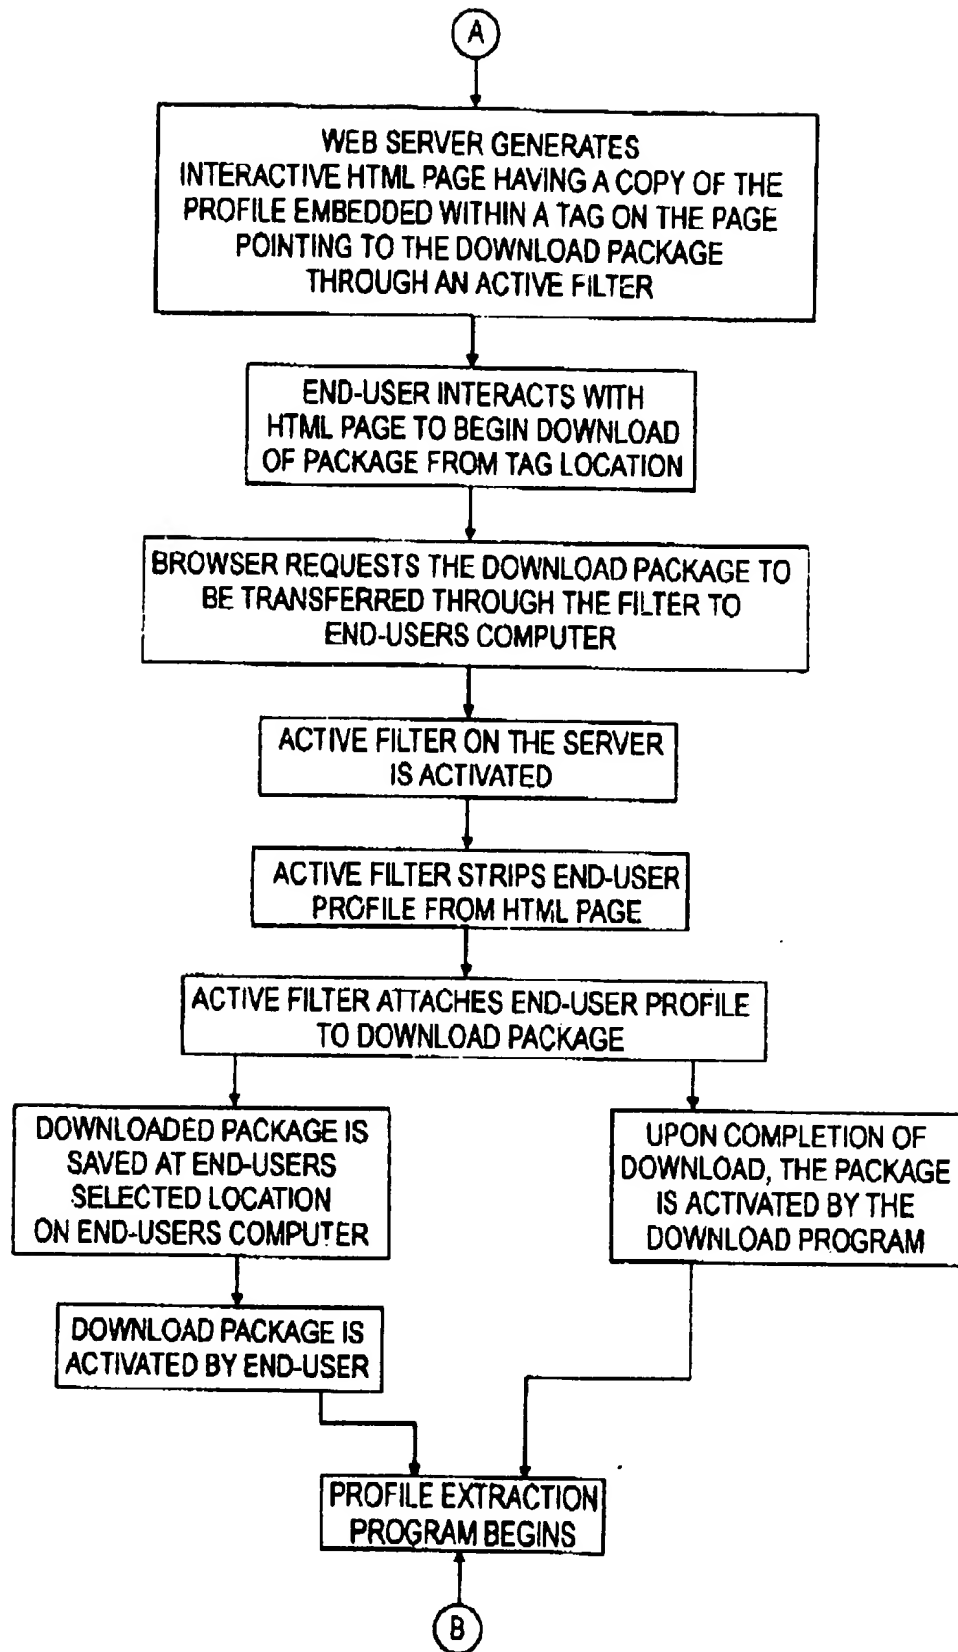 A
WEB SERVER GENERATES
INTERACTIVE HTML PAGE HAVING A COPY OF THE
PROFILE EMBEDDED WITHIN A TAG ON THE PAGE
POINTING TO THE DOWNLOAD PACKAGE
THROUGH AN ACTIVE FILTER
END-USER INTERACTS WITH
HTML PAGE TO BEGIN DOWNLOAD
OF PACKAGE FROM TAG LOCATION
BROWSER REQUESTS THE DOWNLOAD PACKAGE TO
BE TRANSFERRED THROUGH THE FILTER TO
END-USERS COMPUTER
ACTIVE FILTER ON THE SERVER
IS ACTIVATED
ACTIVE FILTER STRIPS END-USER
PROFILE FROM HTML PAGE
ACTIVE FILTER ATTACHES END-USER PROFILE
TO DOWNLOAD PACKAGE
DOWNLOADED PACKAGE IS
SAVED AT END-USERS
SELECTED LOCATION
ON END-USERS COMPUTER
UPON COMPLETION OF
DOWNLOAD, THE PACKAGE
IS ACTIVATED BY THE
DOWNLOAD PROGRAM
DOWNLOAD PACKAGE IS
ACTIVATED BY END-USER
PROFILE EXTRACTION
PROGRAM BEGINS
B